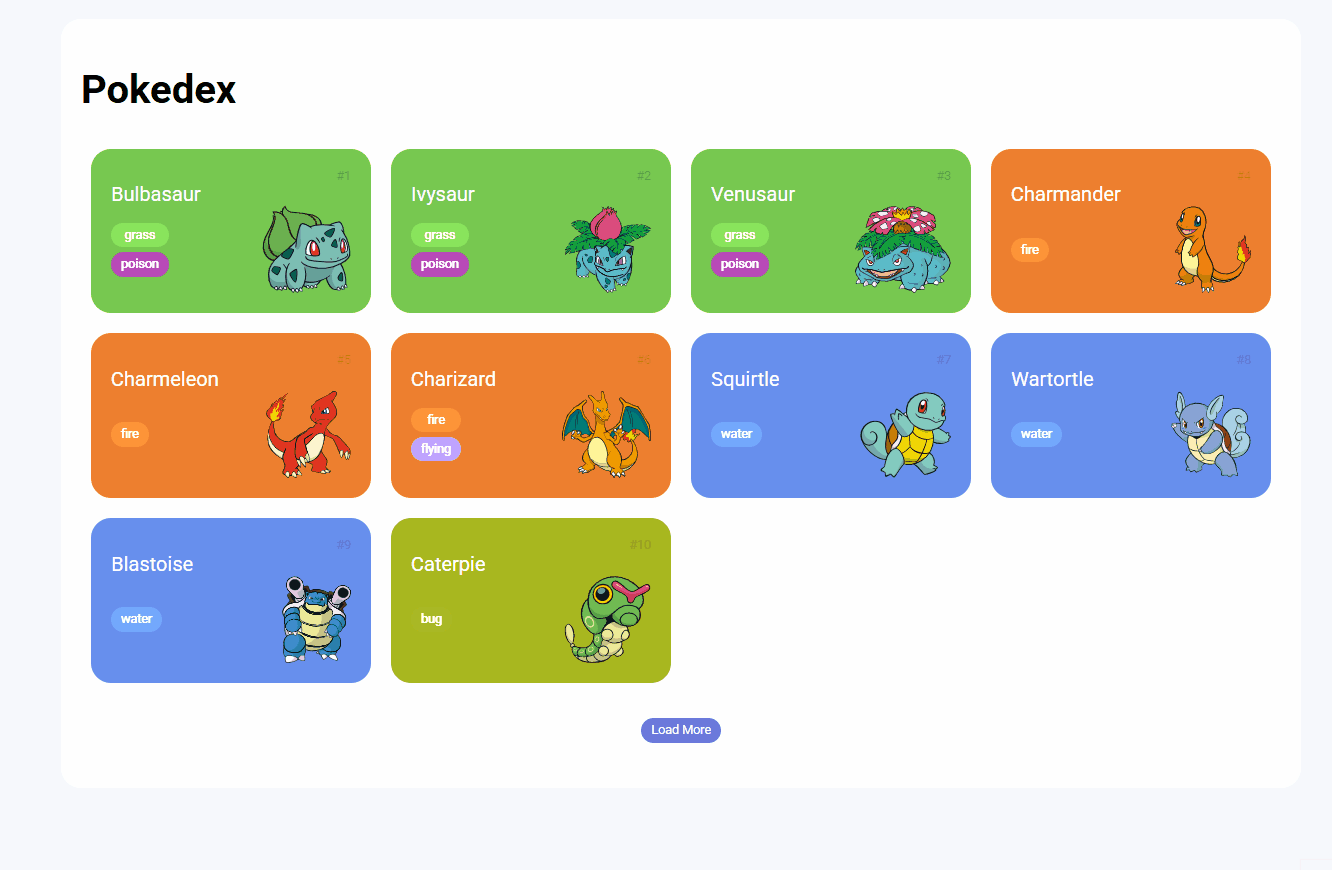 Pokedex
#1
Bulbasaur
grass
poison
#2
Ivysaur
grass
poison
#3
Venusaur
grass
poison
#4
Charmander
fire
#5
Charmeleon
fire
#6
Charizard
fire
flying
#7
Squirtle
water
#8
Wartortle
water
#9
Blastoise
water
#10
Caterpie
bug
Load More